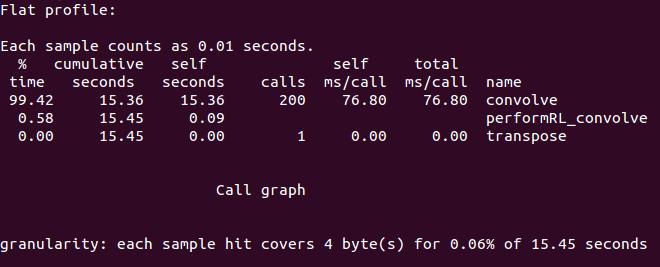 Flat profile:
Each sample counts as 0.01 seconds.
% cumulative self self total
time seconds seconds calls ms/call ms/call name
99.42 15.36 15.36 200 76.80 76.80 convolve
0.58 15.45 0.09 performRL_convolve
0.00 15.45 0.00 1 0.00 0.00 transpose
Call graph
granularity: each sample hit covers 4 byte(s) for 0.06% of 15.45 seconds